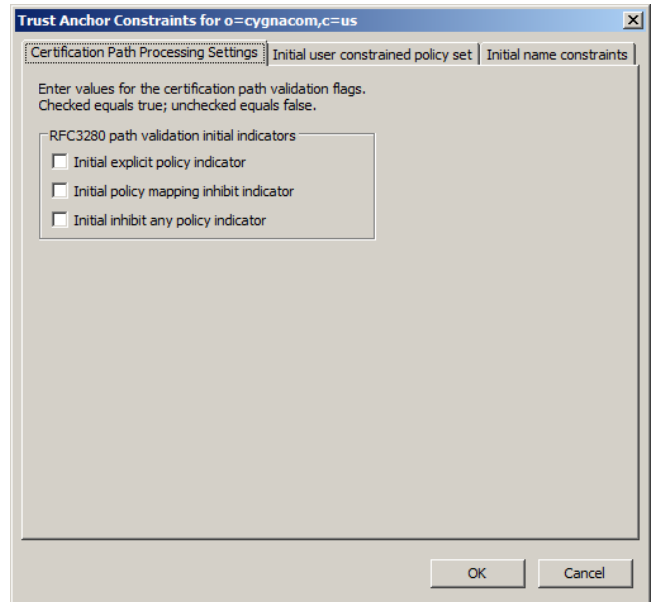 Trust Anchor Constraints for o=cygnacom,c=us
Certification Path Processing Settings Initial user constrained policy set Initial name constraints
Enter values for the certification path validation flags.
Checked equals true; unchecked equals false.
RFC3280 path validation initial indicators
Initial explicit policy indicator
Initial policy mapping inhibit indicator
Initial inhibit any policy indicator
OK Cancel